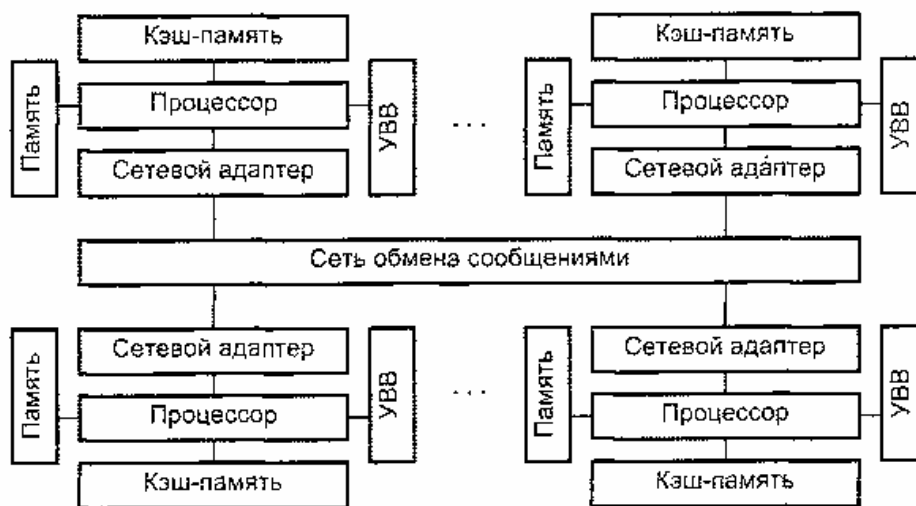 Кэш-память
Кэш-память
Память
Процессор
УВВ
. . .
Память
Процессор
УВВ
Сетевой адаптер
Сетевой адаптер
Сеть обмена сообщениями
Память
Сетевой адаптер
УВВ
. . .
Память
Сетевой адаптер
УВВ
Процессор
Процессор
Кэш-память
Кэш-память